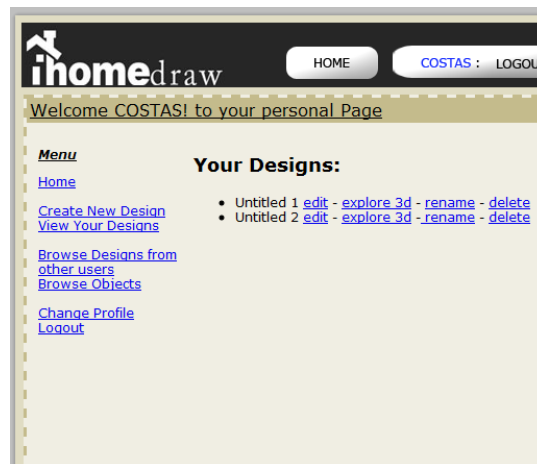 ihomedraw
HOME
COSTAS : LOGOU
Welcome COSTAS! to your personal Page
Menu
Home
Create New Design
View Your Designs
Browse Designs from
other users
Browse Objects
Change Profile
Logout
Your Designs:
Untitled 1 edit - explore 3d - rename - delete
Untitled 2 edit - explore 3d - rename - delete